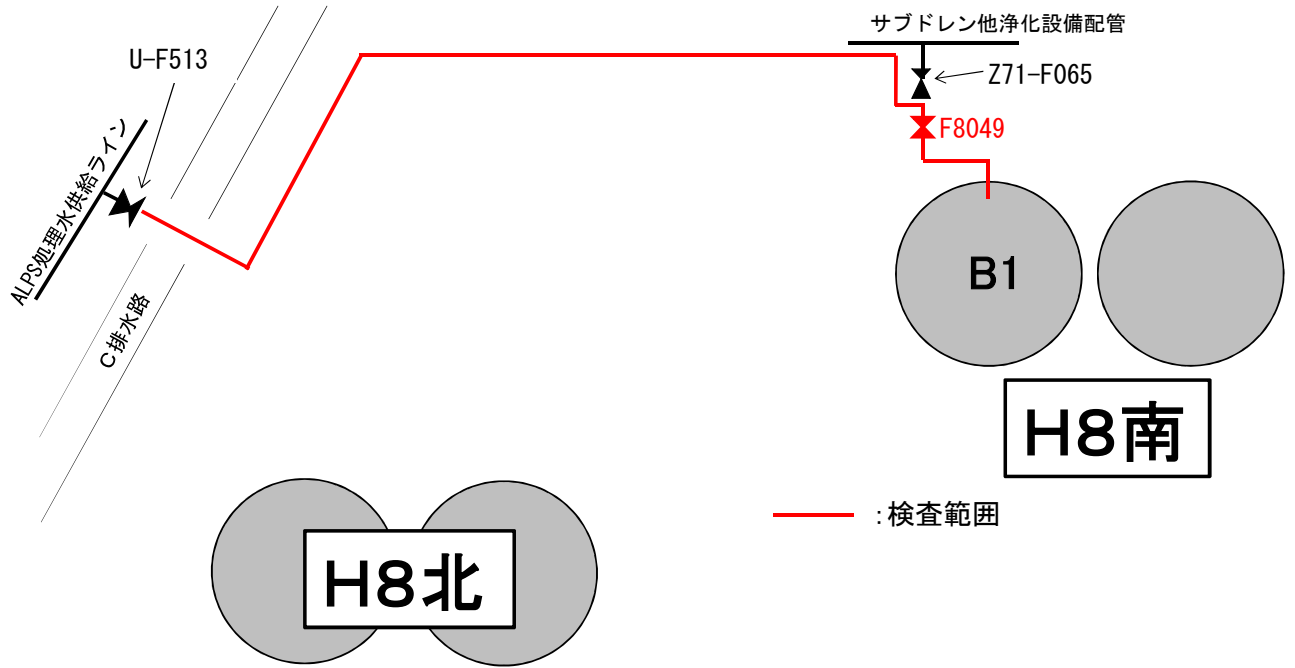 サブドレン他浄化設備配管
U-F513
Z71-F065
F8049
ALPS処理水供給ライン
B1
C排水路
H8南
:検査範囲
H8北